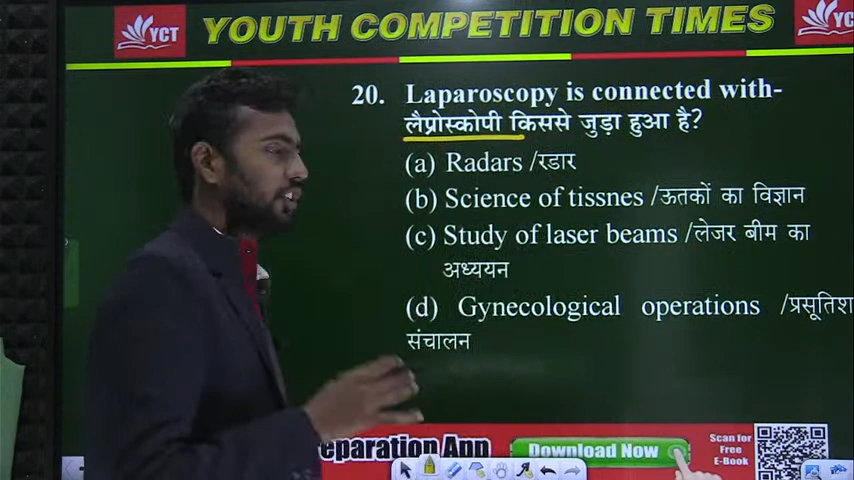 YCT
YOUTH COMPETITION TIMES
YCT
20. Laparoscopy is connected with-
लैप्रोस्कोपी किससे जुड़ा हुआ है?
(a) Radars /रडार
(b) Science of tissnes /ऊतकों का विज्ञान
(c) Study of laser beams /लेजर बीम का
अध्ययन
(d) Gynecological operations /प्रसूतिश
संचालन
eparation App
Download Now
Scan for
Free
E-Book